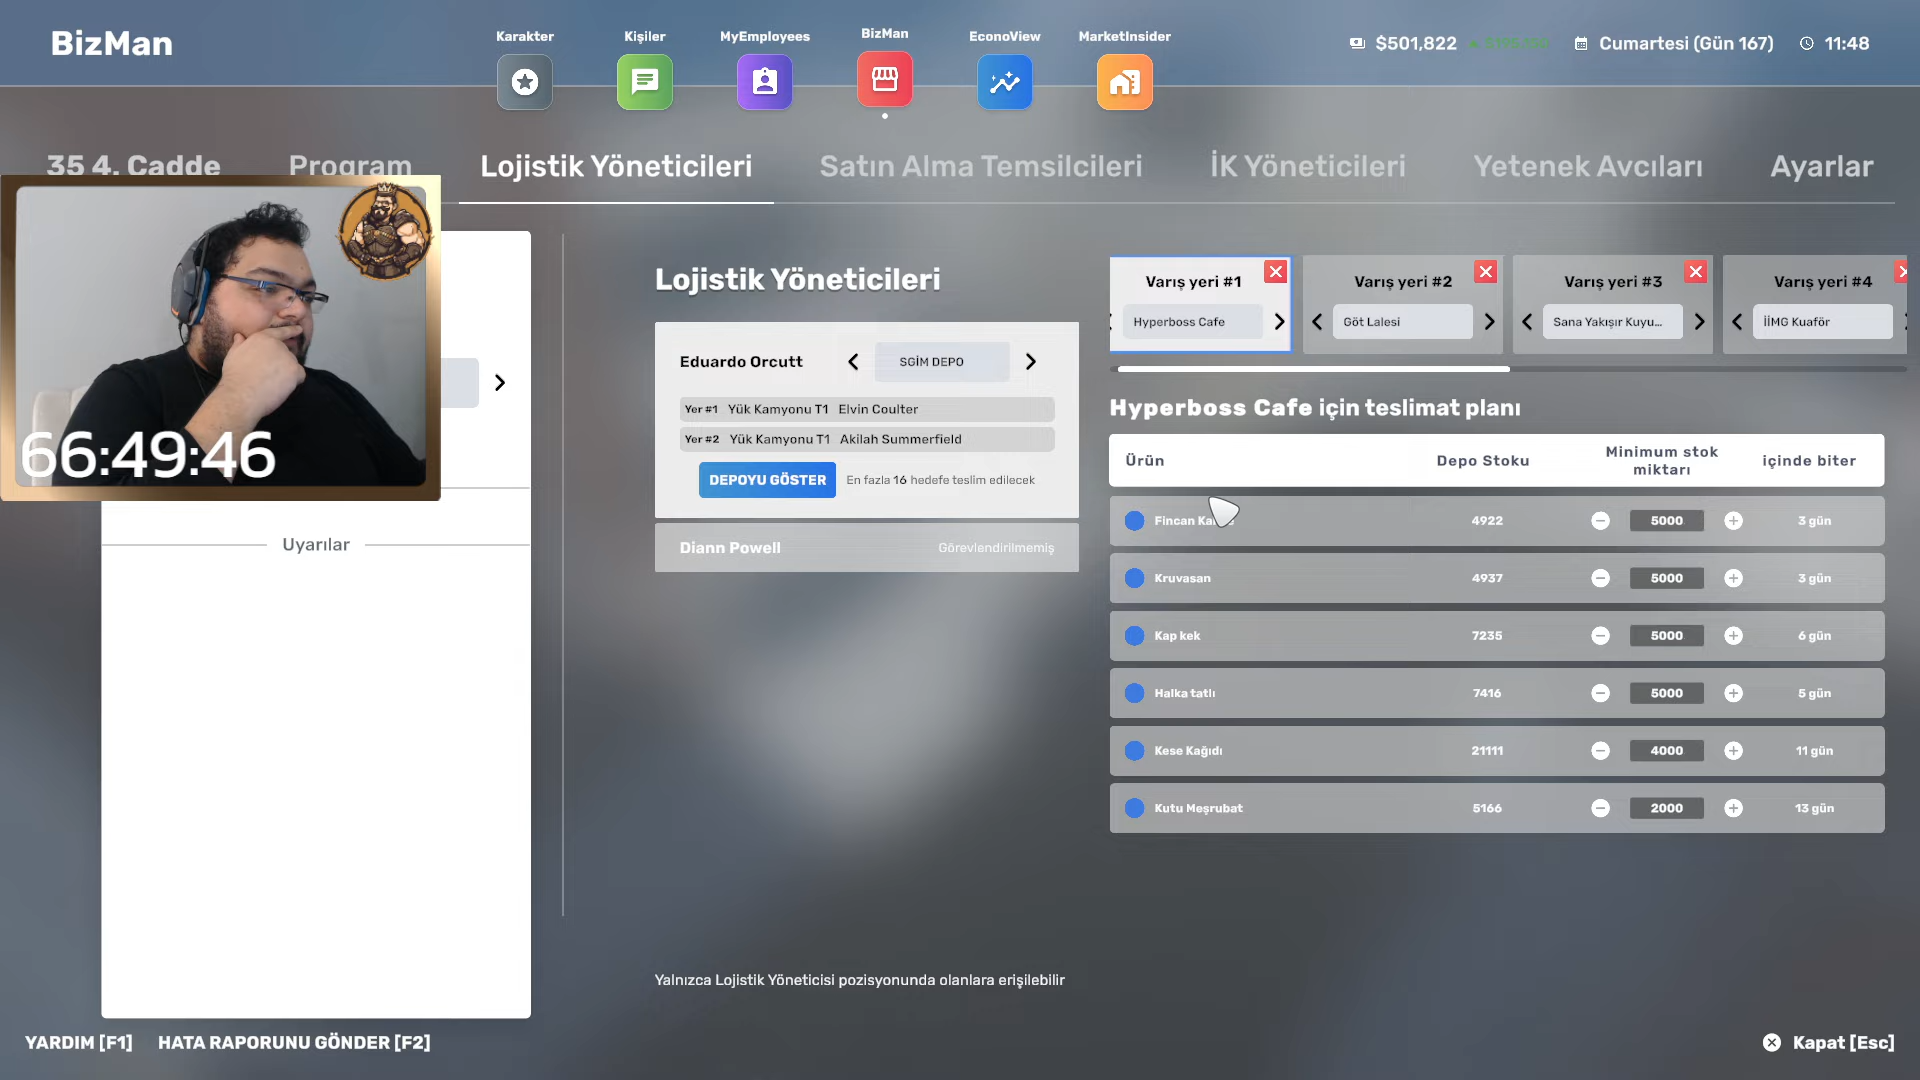 BizMan
Karakter
Kişiler
MyEmployees
BizMan
EconoView
MarketInsider
$501,822
Cumartesi (Gün 167)
11:48
35 4. Cadde
Program
Lojistik Yöneticileri
Satın Alma Temsilcileri
İK Yöneticileri
Yetenek Avcıları
Ayarlar
66:49:46
Uyarılar
Lojistik Yöneticileri
Eduardo Orcutt
SGİM DEPO
Yer #1 Yük Kamyonu T1 Elvin Coulter
Yer #2 Yük Kamyonu T1 Akilah Summerfield
DEPOYU GÖSTER
En fazla 16 hedefe teslim edilecek
Diann Powell
Görevlendirilmemiş
Yalnızca Lojistik Yöneticisi pozisyonunda olanlara erişilebilir
Varış yeri #1
Hyperboss Cafe
Varış yeri #2
Göt Lalesi
Varış yeri #3
Sana Yakışır Kuyu...
Varış yeri #4
İİMG Kuaför
Hyperboss Cafe için teslimat planı
Ürün
Depo Stoku
Minimum stok
miktarı
içinde biter
Fincan 4922 5000 3 gün
Kruvasan 4937 5000 3 gün
Kap kek 7235 5000 6 gün
Halka tatlı 7416 5000 5 gün
Kese Kağıdı 21111 4000 11 gün
Kutu Meşrubat 5166 2000 13 gün
YARDIM [F1]
HATA RAPORUNU GÖNDER [F2]
Kapat [Esc]